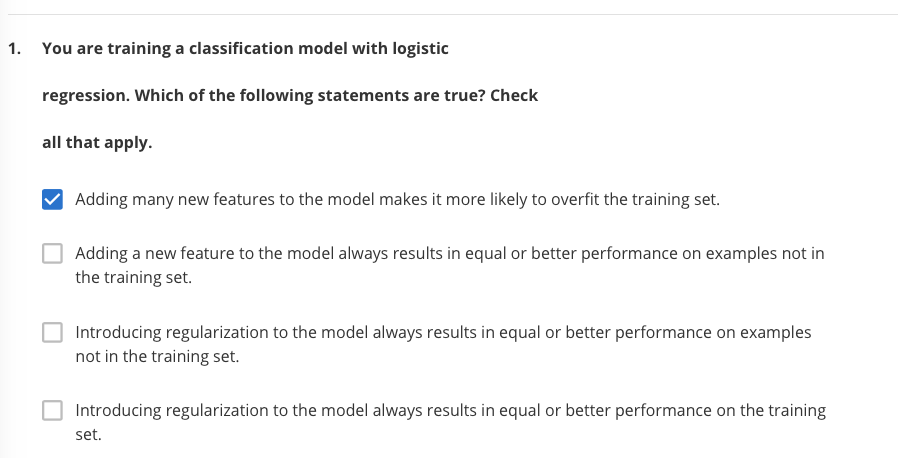 1. You are training a classification model with logistic
regression. Which of the following statements are true? Check
all that apply.
Adding many new features to the model makes it more likely to overfit the training set.
Adding a new feature to the model always results in equal or better performance on examples not in
the training set.
Introducing regularization to the model always results in equal or better performance on examples
not in the training set.
Introducing regularization to the model always results in equal or better performance on the training
set.